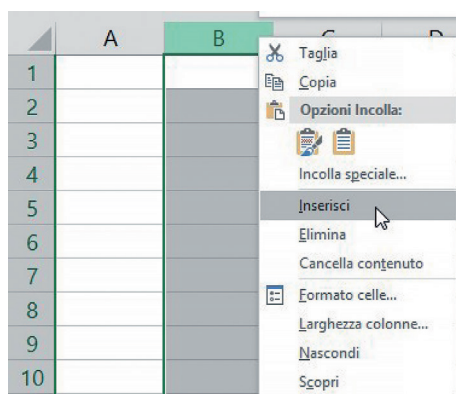 A B C D
Taglia
1
Copia
2
Opzioni Incolla:
3
4
Incolla speciale...
5
Inserisci
6
Elimina
7
Cancella contenuto
8
Formato celle...
Larghezza colonne...
9
Nascondi
10
Scopri